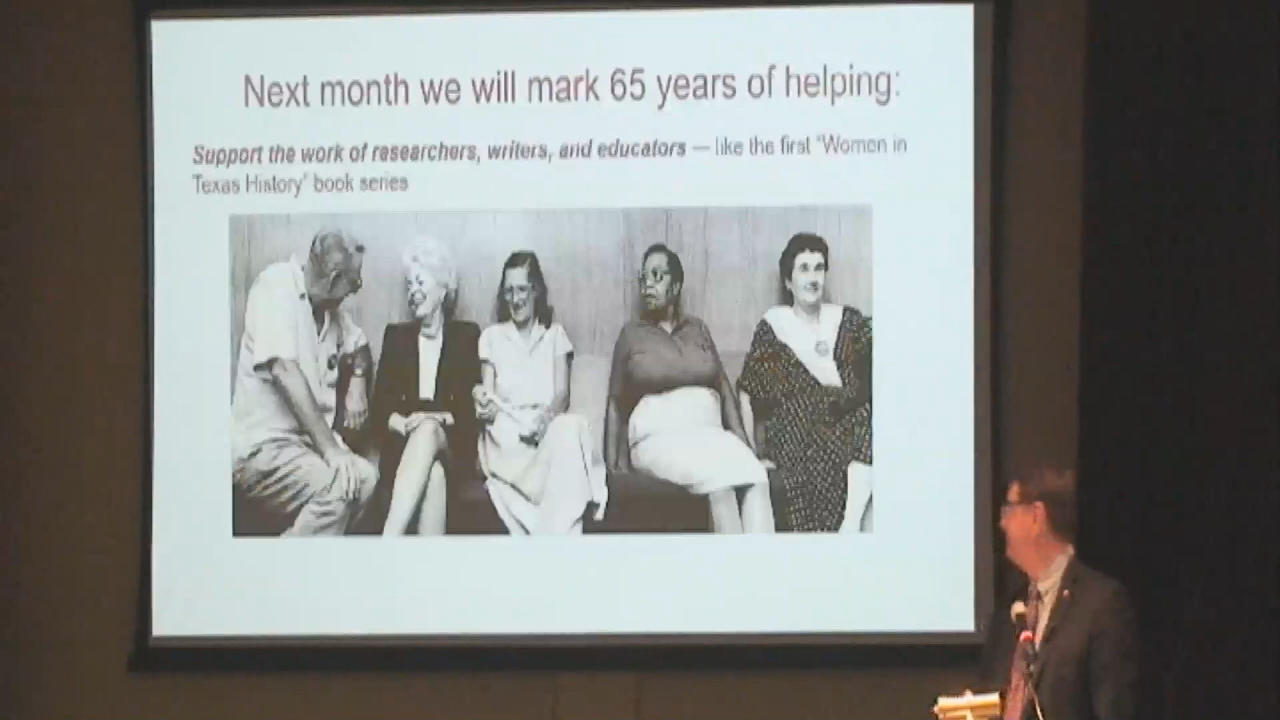 Next month we will mark 65 years of helping:
Support the work of researchers, writers, and educators — like the first "Women in
Texas History" book series